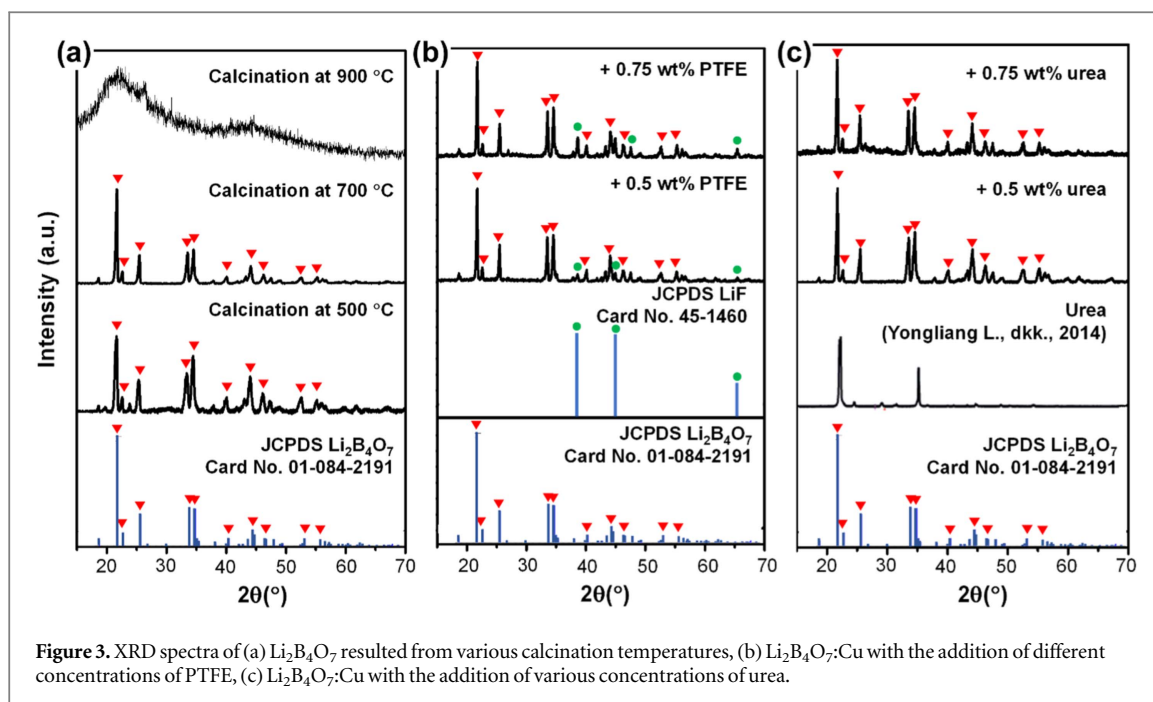 (a)
Calcination at 900 °C
Calcination at 700 °C
Calcination at 500 °C
JCPDS Li₂B₄O₇
Card No. 01-084-2191
Intensity (a.u.)
20 30 40 50 60 70
2θ(°)
(b)
+ 0.75 wt% PTFE
+ 0.5 wt% PTFE
JCPDS LiF
Card No. 45-1460
JCPDS Li₂B₄O₇
Card No. 01-084-2191
20 30 40 50 60 70
2θ(°)
(c)
+ 0.75 wt% urea
+ 0.5 wt% urea
Urea
(Yongliang L., dkk., 2014)
JCPDS Li₂B₄O₇
Card No. 01-084-2191
20 30 40 50 60 70
2θ(°)
Figure 3. XRD spectra of (a) Li₂B₄O₇ resulted from various calcination temperatures, (b) Li₂B₄O₇:Cu with the addition of different
concentrations of PTFE, (c) Li₂B₄O₇:Cu with the addition of various concentrations of urea.